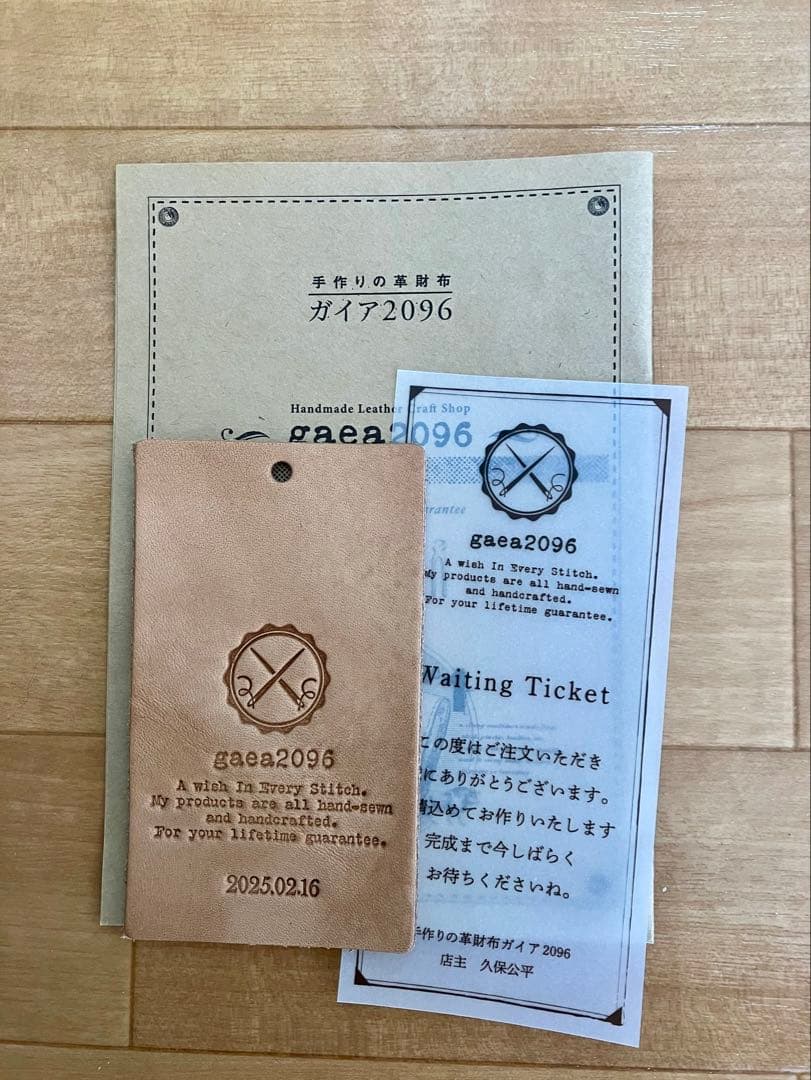 手作りの革財布
ガイア2096
Handmade Leather Craft Shop
gaea2096
gaea2096
A wish In Every Stitch.
My products are all hand-sewn
and handcrafted.
For your lifetime guarantee.
2025.02.16
gaea2096
A wish In Every Stitch.
My products are all hand-sewn
and handcrafted.
For your lifetime guarantee.
Waiting Ticket
この度はご注文いただき
にありがとうございます。
込めてお作りいたします
完成まで今しばらく
お待ちくださいね。
手作りの革財布ガイア2096
店主 久保公平